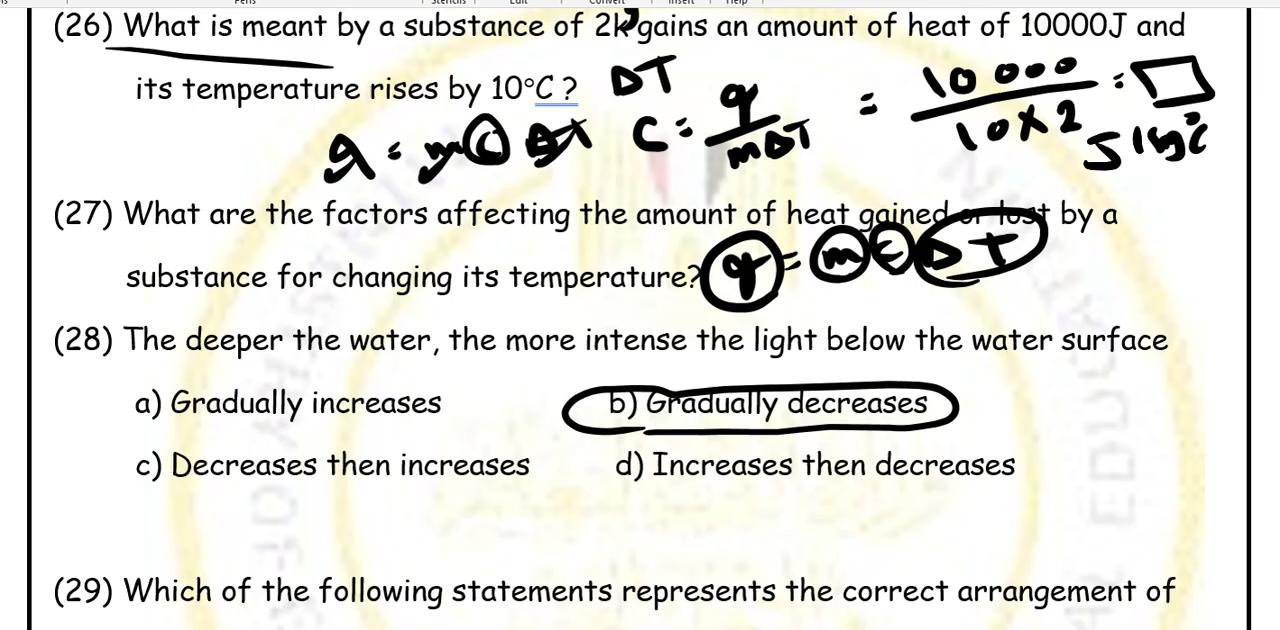 (26) What is meant by a substance of 2k gains an amount of heat of 10000J and
its temperature rises by 10°C ? ΔT
q = m C ΔT C = q / mΔT = 10 000 / 10 X 2 =
(27) What are the factors affecting the amount of heat gained or lost by a
substance for changing its temperature? q = m c Δ T
(28) The deeper the water, the more intense the light below the water surface
a) Gradually increases b) Gradually decreases
c) Decreases then increases d) Increases then decreases
(29) Which of the following statements represents the correct arrangement of